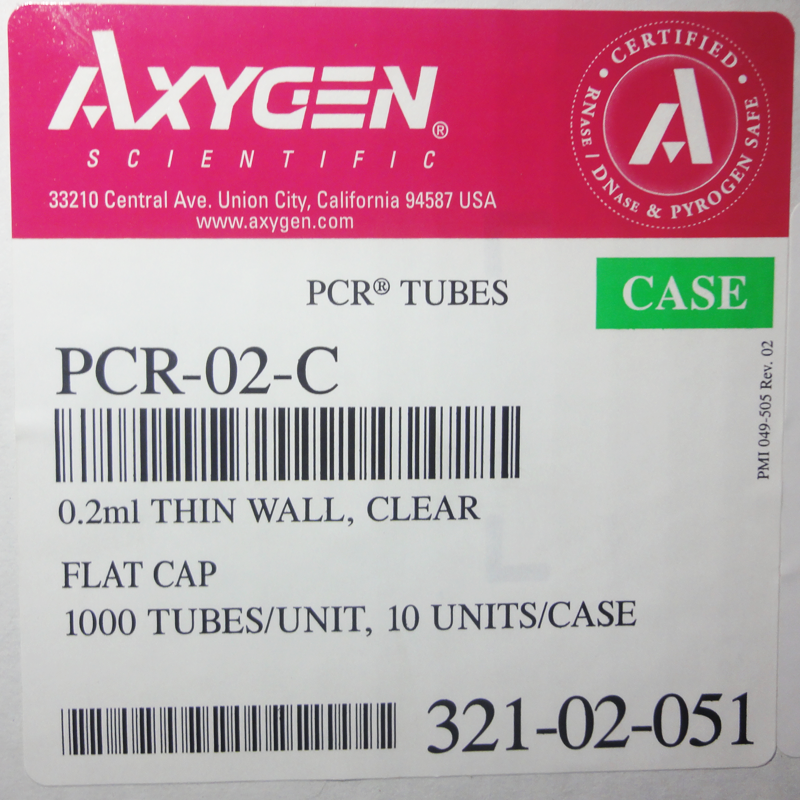 AXYGEN®
SCIENTIFIC
33210 Central Ave. Union City, California 94587 USA
www.axygen.com
• CERTIFIED •
RNASE / DNASE & PYROGEN SAFE
A
PCR® TUBES
CASE
PCR-02-C
0.2ml THIN WALL, CLEAR
FLAT CAP
1000 TUBES/UNIT, 10 UNITS/CASE
321-02-051
PMI 049-505 Rev. 02